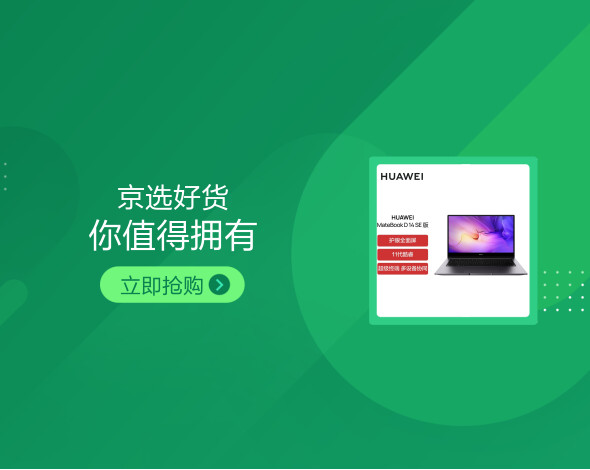 京选好货
你值得拥有
立即抢购
HUAWEI
HUAWEI
MateBook D 14 SE 版
护眼全面屏
11代酷睿
超级终端 多设备协同